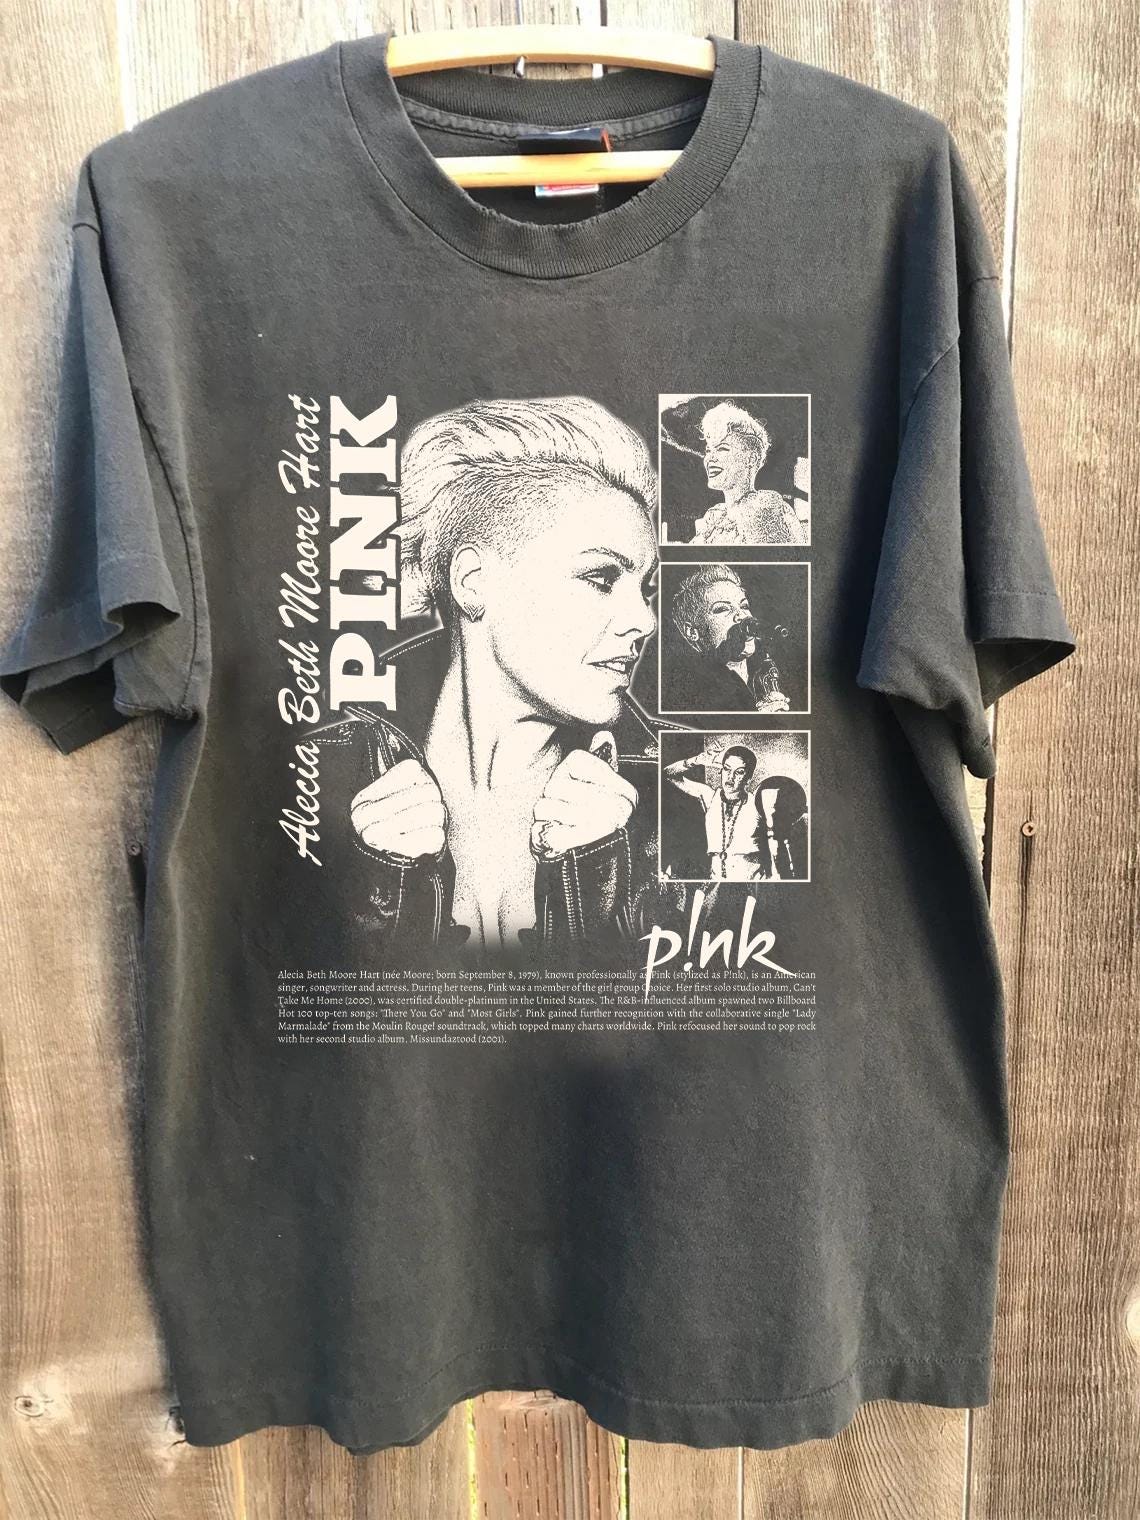 Alecia Beth Moore Hart
PINK
p!nk
Alecia Beth Moore Hart (née Moore; born September 8, 1979), known professionally as Pink (stylized as P!nk), is an American
singer, songwriter and actress. During her teens, Pink was a member of the girl group Choice. Her first solo studio album, Can't
Take Me Home (2000), was certified double-platinum in the United States. The R&B-influenced album spawned two Billboard
Hot 100 top-ten songs: "There You Go" and "Most Girls". Pink gained further recognition with the collaborative single "Lady
Marmalade" from the Moulin Rouge! soundtrack, which topped many charts worldwide. Pink refocused her sound to pop rock
with her second studio album, Missundaztood (2001).